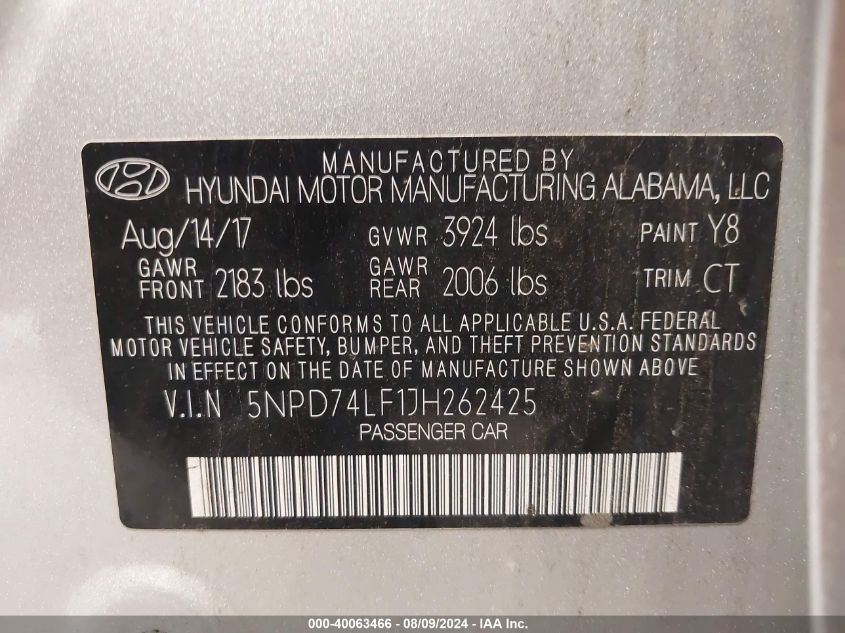 MANUFACTURED BY
HYUNDAI MOTOR MANUFACTURING ALABAMA, LLC
Aug/14/17 GVWR 3924 lbs PAINT Y8
GAWR FRONT 2183 lbs GAWR REAR 2006 lbs TRIM CT
THIS VEHICLE CONFORMS TO ALL APPLICABLE U.S.A. FEDERAL
MOTOR VEHICLE SAFETY, BUMPER, AND THEFT PREVENTION STANDARDS
IN EFFECT ON THE DATE OF MANUFACTURE SHOWN ABOVE
V.I.N 5NPD74LF1JH262425
PASSENGER CAR
000-40063466 - 08/09/2024 - IAA Inc.